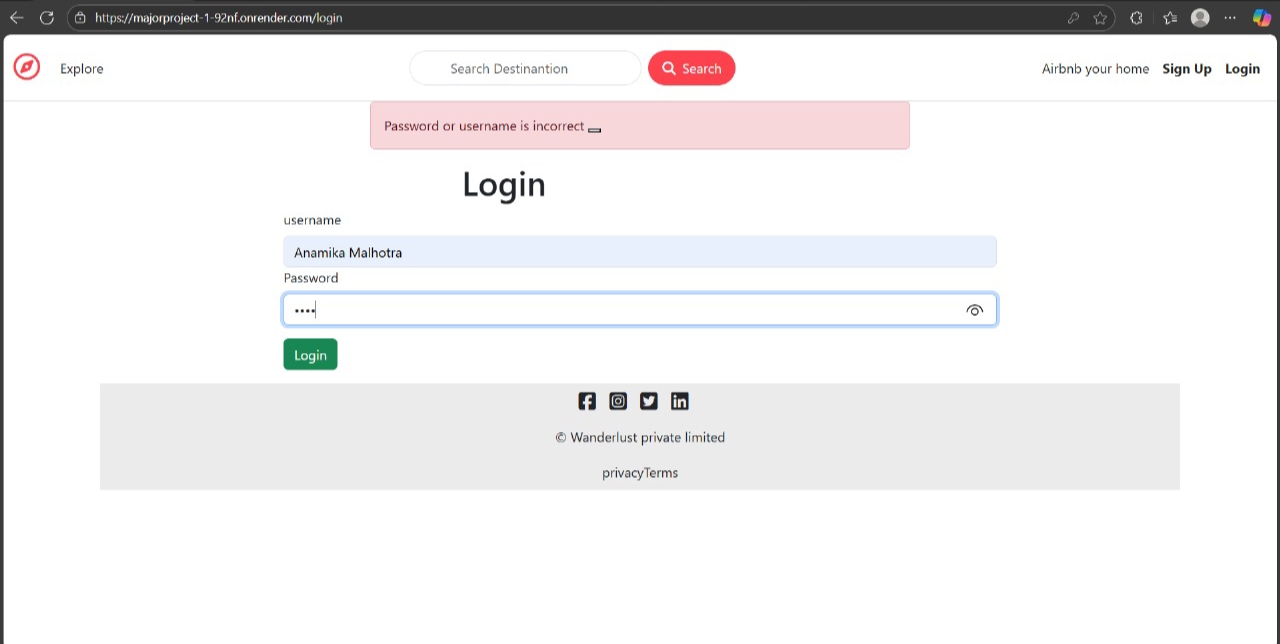 https://majorproject-1-92nf.onrender.com/login
Explore
Search Destinantion
Search
Airbnb your home Sign Up Login
Password or username is incorrect
Login
username
Anamika Malhotra
Password
••••
Login
© Wanderlust private limited
privacyTerms